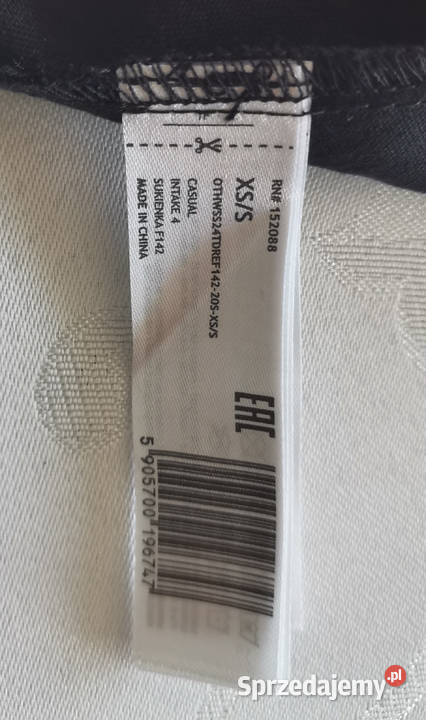 RN# 152088
XS/S
OTHWSS24TDREF142-20S-XS/S
CASUAL
INTAKE 4
SUKIENKA F142
MADE IN CHINA
EAC
5 905700 196747
Sprzedajemy.pl